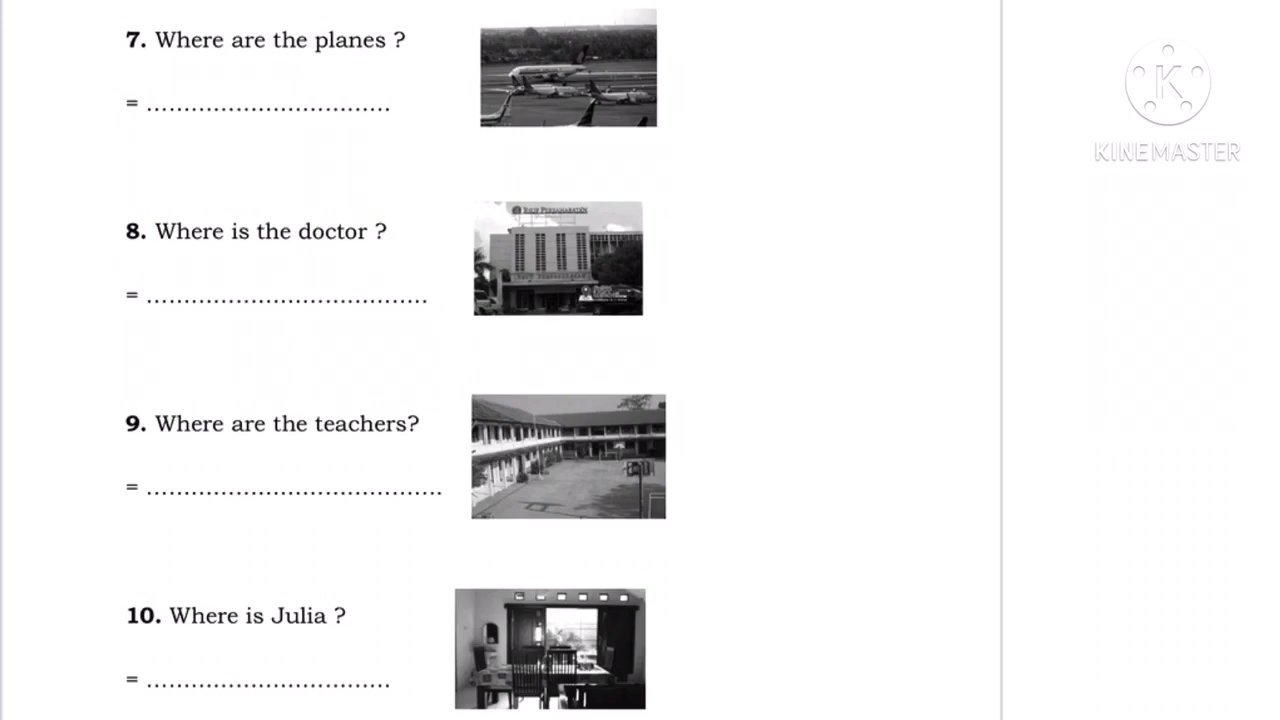 7. Where are the planes ?
= .................................
8. Where is the doctor ?
= ......................................
9. Where are the teachers?
= ........................................
10. Where is Julia ?
= .................................
K
KINEMASTER